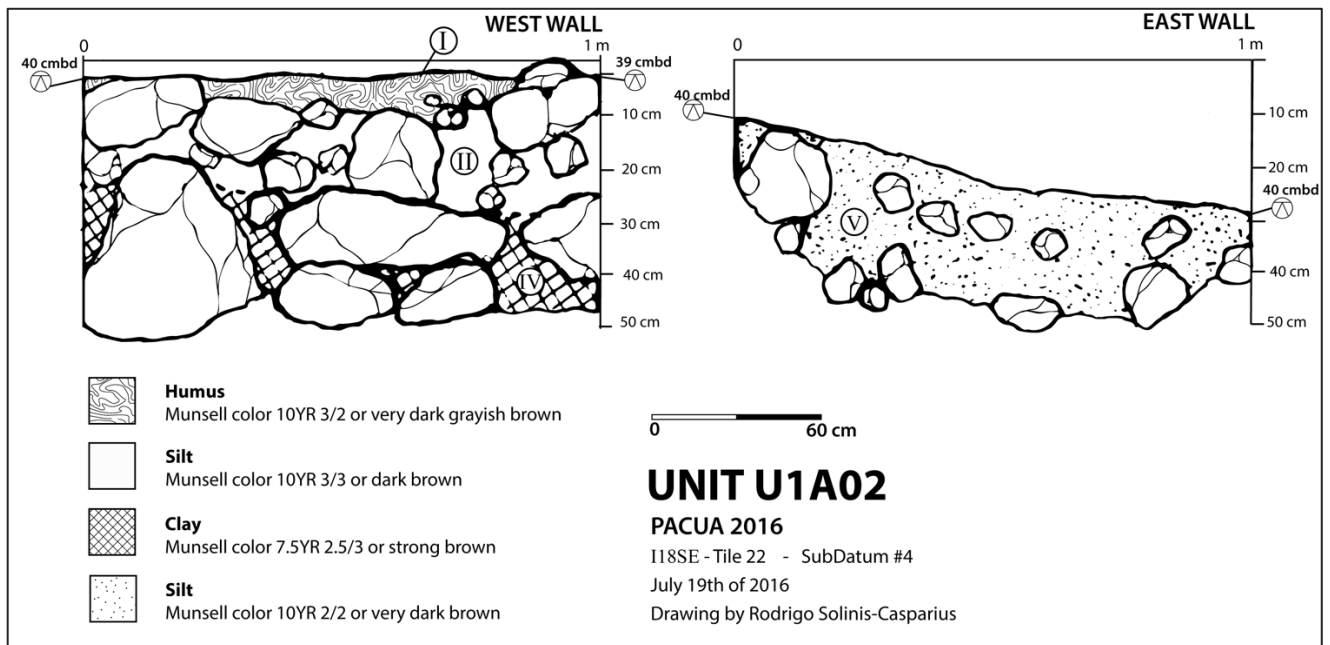 WEST WALL
0
I
1 m
40 cmbd
39 cmbd
10 cm
II
20 cm
30 cm
IV
40 cm
50 cm
EAST WALL
0
1 m
10 cm
40 cmbd
20 cm
40 cmbd
30 cm
V
40 cm
50 cm
Humus
Munsell color 10YR 3/2 or very dark grayish brown
Silt
Munsell color 10YR 3/3 or dark brown
Clay
Munsell color 7.5YR 2.5/3 or strong brown
Silt
Munsell color 10YR 2/2 or very dark brown
0 60 cm
UNIT U1A02
PACUA 2016
I18SE - Tile 22 - SubDatum #4
July 19th of 2016
Drawing by Rodrigo Solinis-Casparius